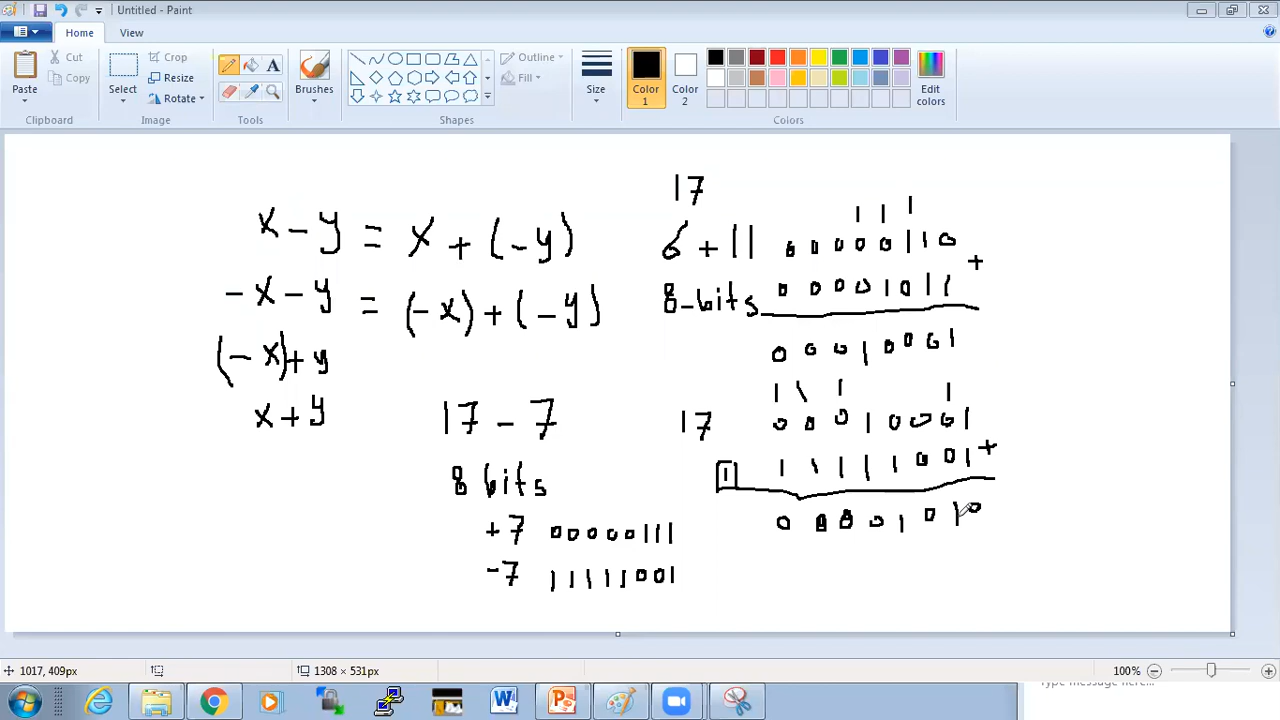 Untitled - Paint
Home View
Paste
Cut
Copy
Clipboard
Select
Crop
Resize
Rotate
Image
Tools
Brushes
Outline
Fill
Shapes
Size
Color 1
Color 2
Edit colors
Colors
x - y = x + (-y)
-x - y = (-x) + (-y)
(-x) + y
x + y
17 - 7
8 bits
+7 00000111
-7 11111001
17
1 1 1
6 + 11 00000110 +
8-bits 00001011
00010001
1 1 1 1
17 00010001
1 11111001 +
00001010
1017, 409px
1308 × 531px
100%
Type message here...